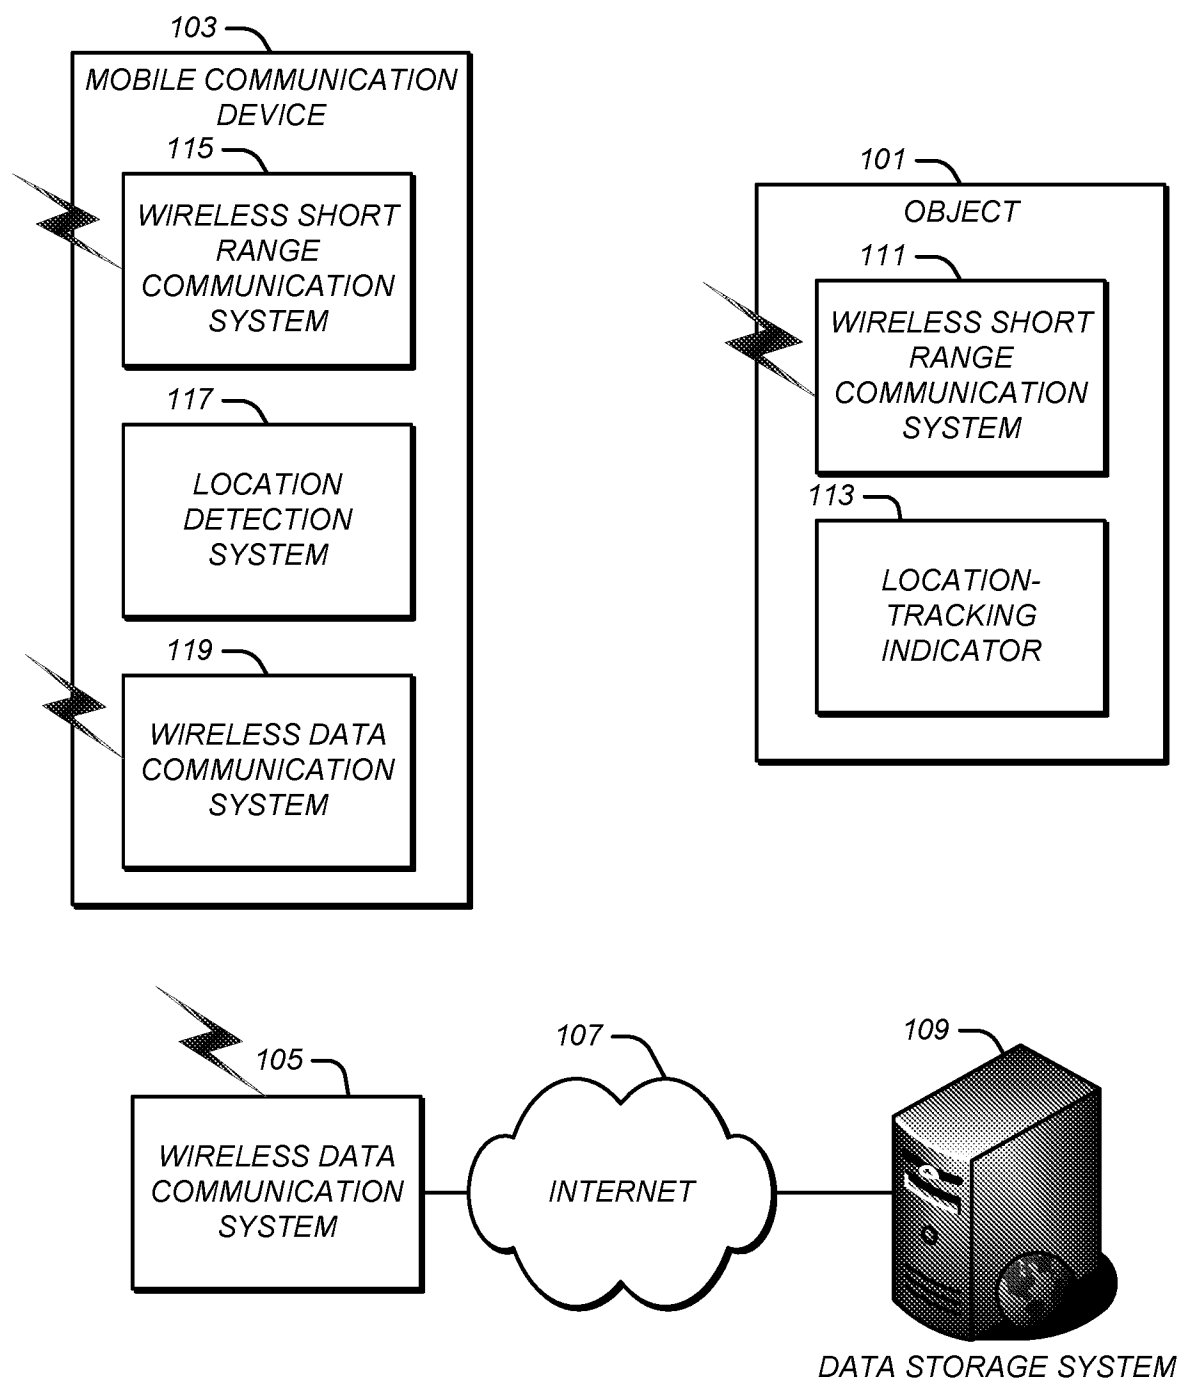 103
MOBILE COMMUNICATION
DEVICE
115
WIRELESS SHORT
RANGE
COMMUNICATION
SYSTEM
117
LOCATION
DETECTION
SYSTEM
119
WIRELESS DATA
COMMUNICATION
SYSTEM
101
OBJECT
111
WIRELESS SHORT
RANGE
COMMUNICATION
SYSTEM
113
LOCATION-
TRACKING
INDICATOR
105
WIRELESS DATA
COMMUNICATION
SYSTEM
107
INTERNET
109
DATA STORAGE SYSTEM